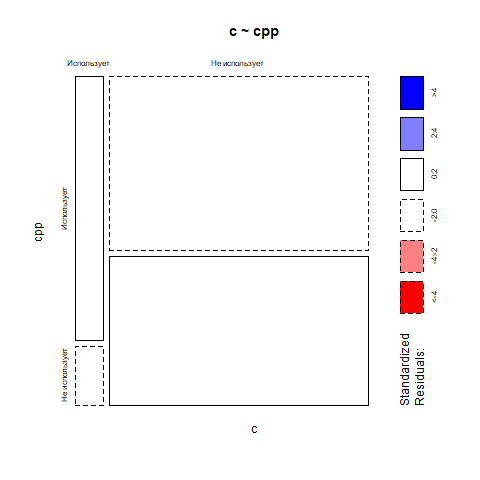 c ~ cpp
Использует
Не использует
Использует
Не использует
cpp
c
>4
2:4
0:2
-2:0
-4:-2
<-4
Standardized
Residuals: